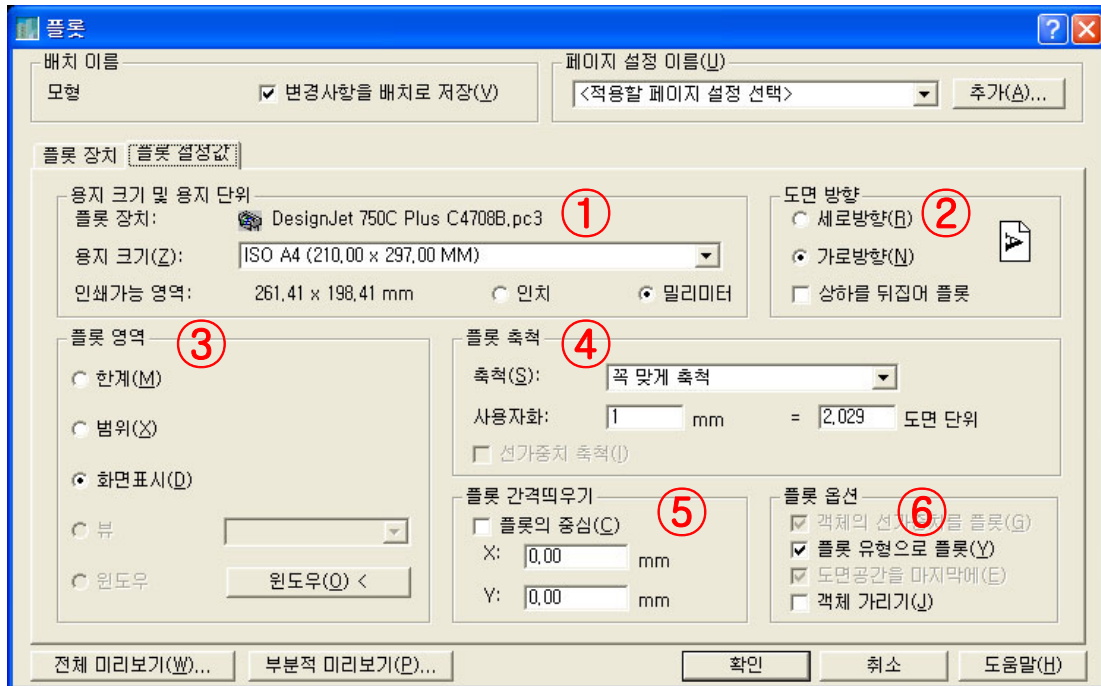 플롯
배치 이름
모형
변경사항을 배치로 저장(V)
페이지 설정 이름(U)
<적용할 페이지 설정 선택>
추가(A)...
플롯 장치
플롯 설정값
용지 크기 및 용지 단위
플롯 장치:
DesignJet 750C Plus C4708B.pc3
①
용지 크기(Z):
ISO A4 (210,00 x 297,00 MM)
인쇄가능 영역:
261,41 x 198,41 mm
인치
밀리미터
도면 방향
②
세로방향(R)
가로방향(N)
상하를 뒤집어 플롯
A
플롯 영역
③
한계(M)
범위(X)
화면표시(D)
뷰
윈도우
윈도우(O) <
플롯 축척
④
축척(S):
꼭 맞게 축척
사용자화:
1 mm = 2,029 도면 단위
선가중치 축척(I)
플롯 간격띄우기
⑤
플롯의 중심(C)
X: 0,00 mm
Y: 0,00 mm
플롯 옵션
⑥
객체의 선가중치를 플롯(G)
플롯 유형으로 플롯(Y)
도면공간을 마지막에(E)
객체 가리기(J)
전체 미리보기(W)...
부분적 미리보기(P)...
확인
취소
도움말(H)